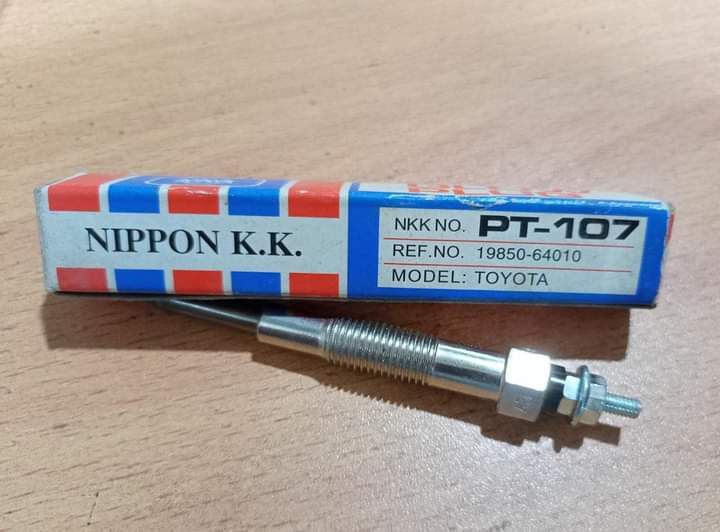 NIPPON K.K.
NKK NO. PT-107
REF.NO. 19850-64010
MODEL: TOYOTA